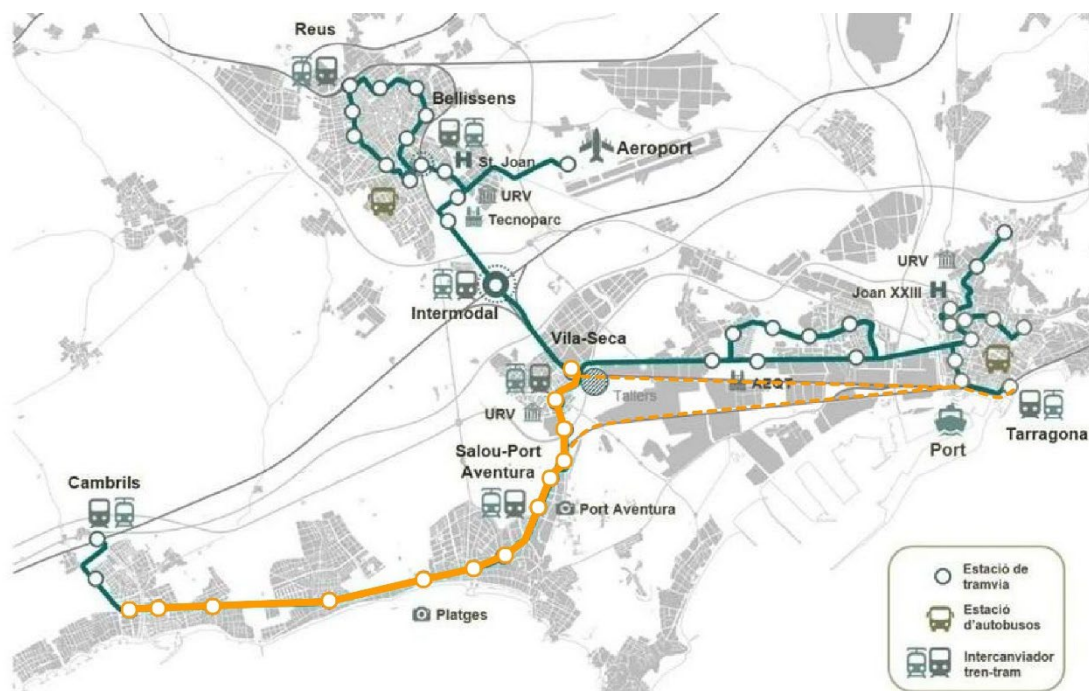 Reus
Bellissens
Aeroport
St. Joan
URV
Tecnoparc
URV
Joan XXIII
Intermodal
Vila-Seca
Tallers
AEQT
URV
Port
Tarragona
Salou-Port
Aventura
Cambrils
Port Aventura
Platges
Estació de
tramvia
Estació
d'autobusos
Intercanviador
tren-tram